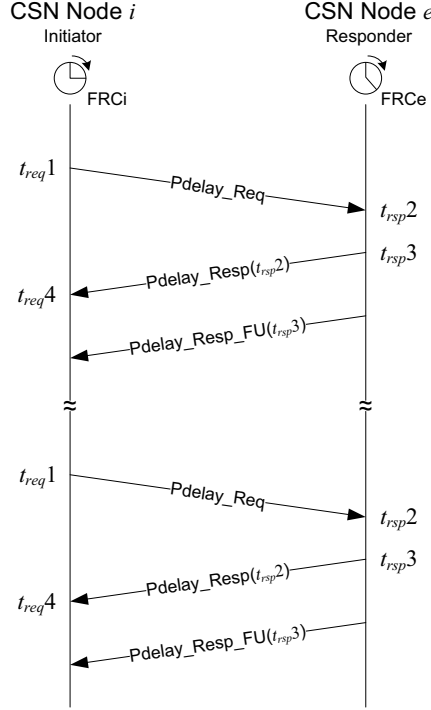 CSN Node i CSN Node e
Initiator Responder
FRCi FRCe
treq1
Pdelay_Req
trsp2
trsp3
Pdelay_Resp(trsp2)
treq4
Pdelay_Resp_FU(trsp3)
≈ ≈
treq1
Pdelay_Req
trsp2
trsp3
Pdelay_Resp(trsp2)
treq4
Pdelay_Resp_FU(trsp3)